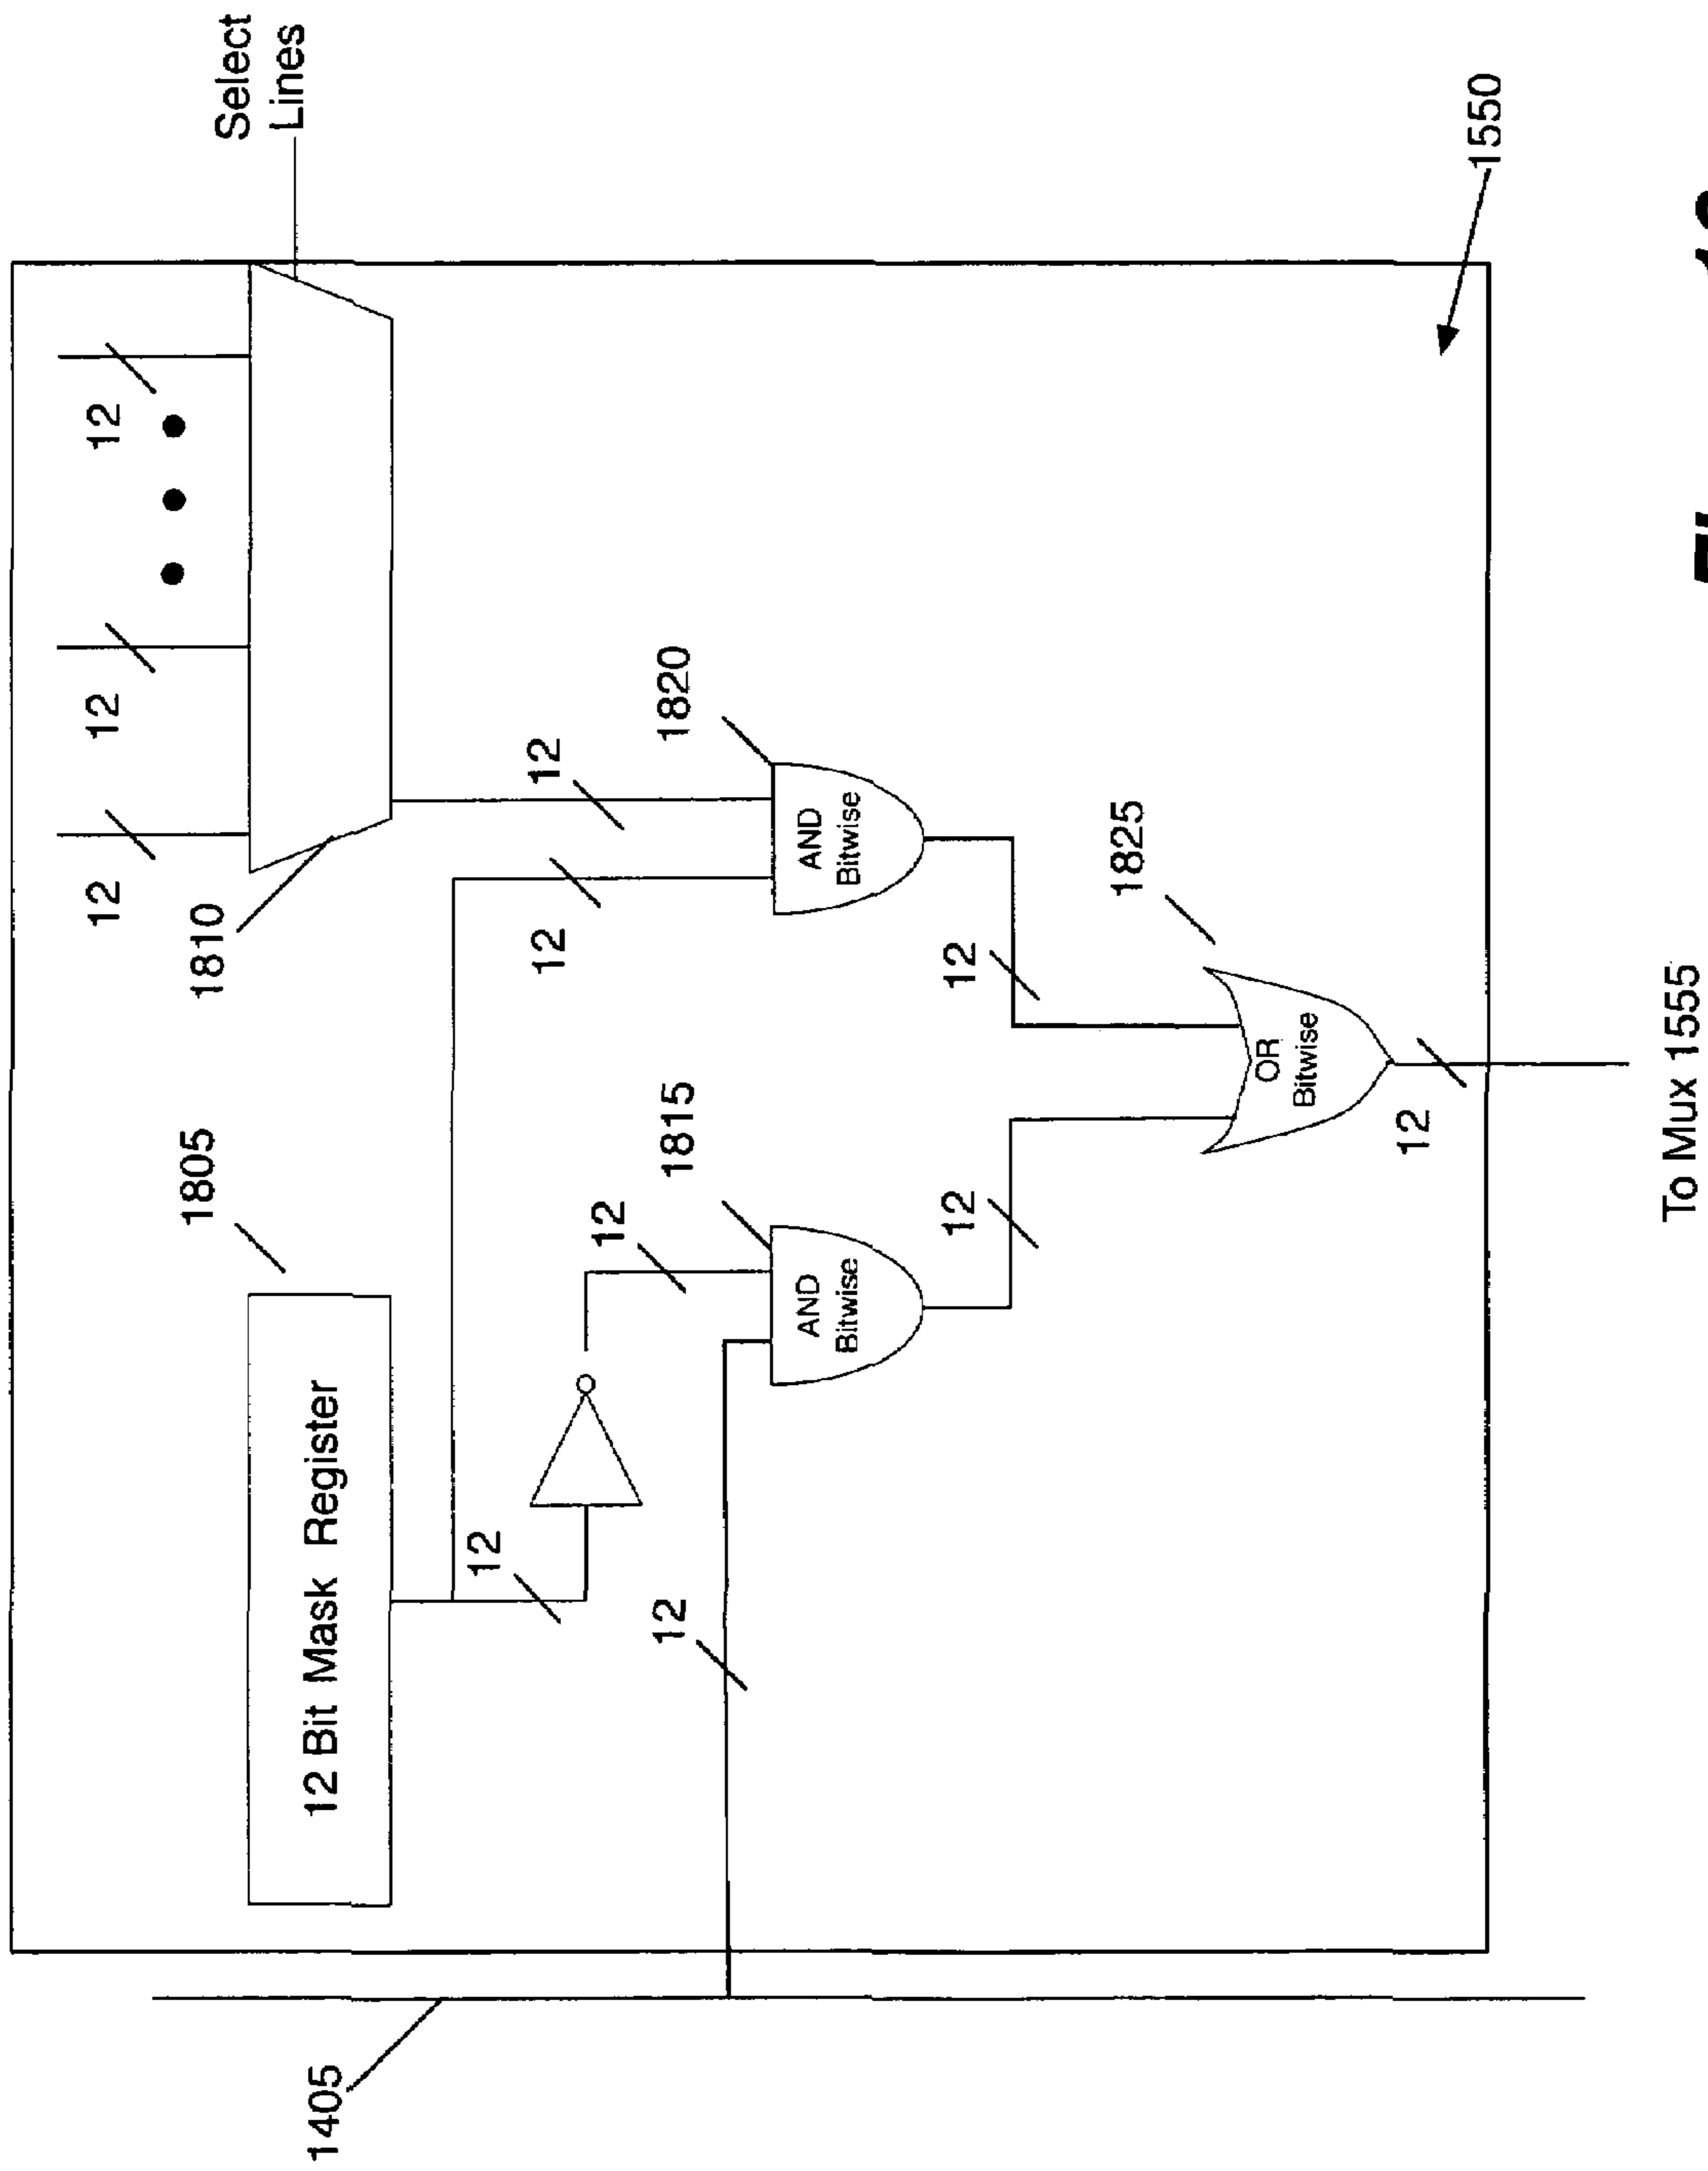 Select
Lines
12
12
12
1810
1805
12 Bit Mask Register
12
12
1820
AND
Bitwise
12
12
1815
AND
Bitwise
12
1405
12
12
1825
OR
Bitwise
12
1550
To Mux 1555